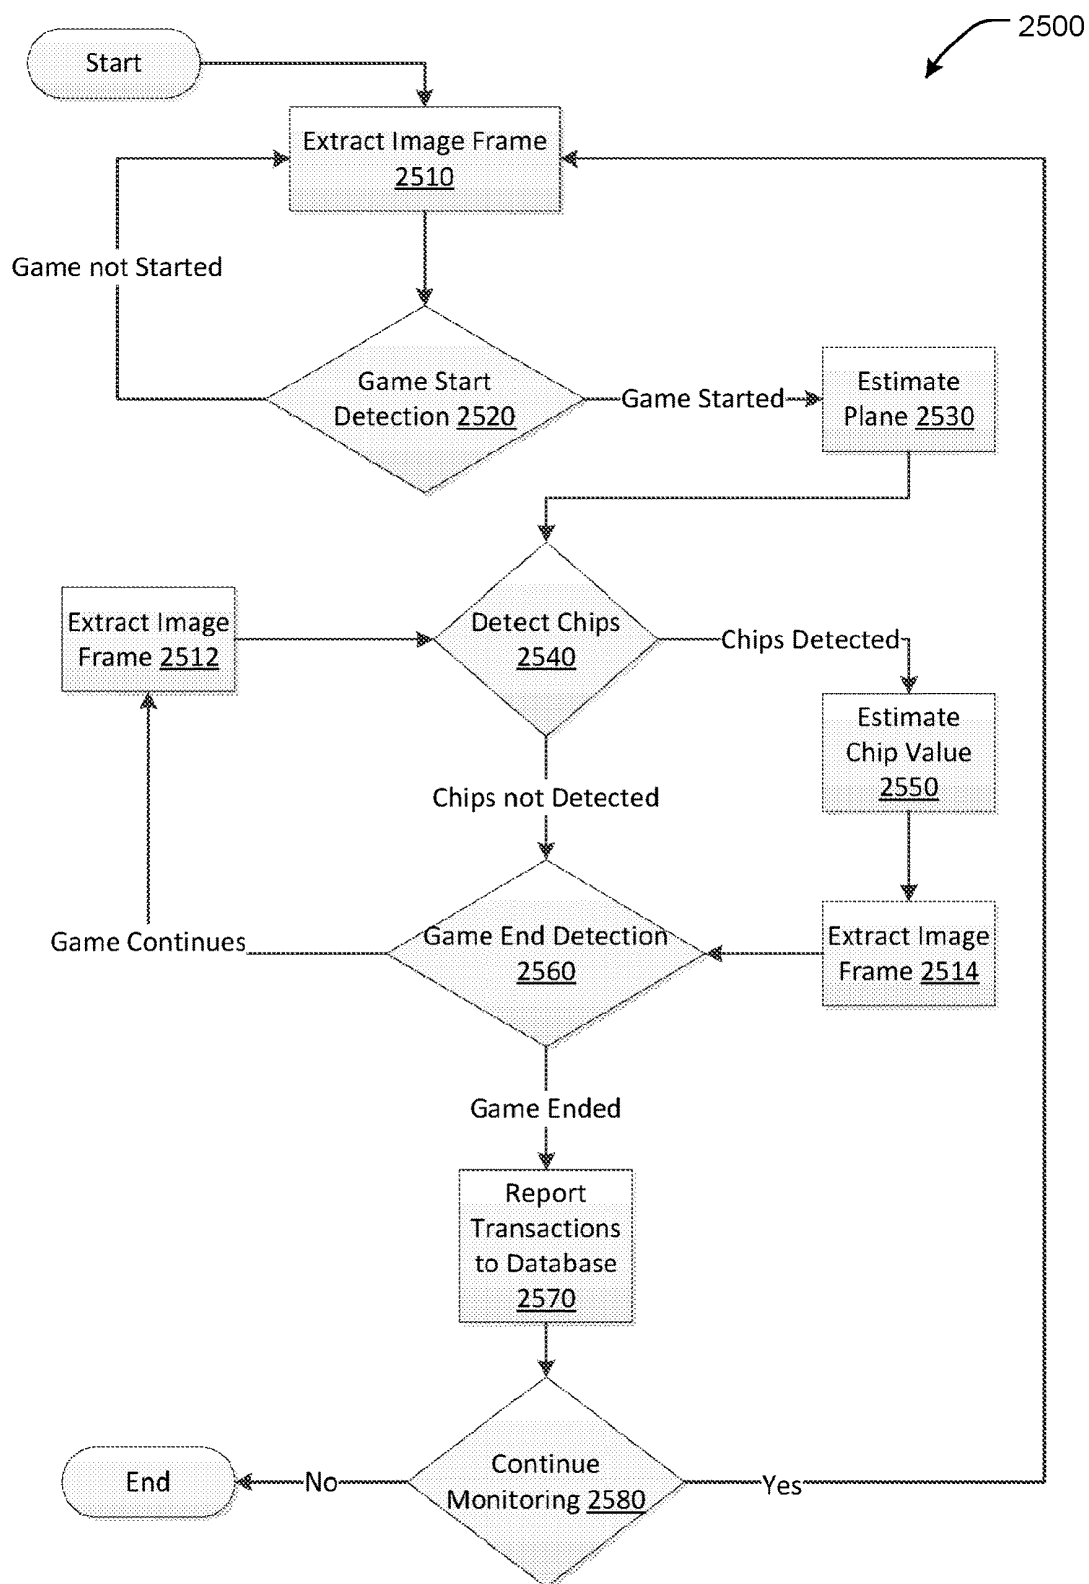 2500
Start
Extract Image Frame
2510
Game not Started
Game Start
Detection 2520
Game Started
Estimate
Plane 2530
Extract Image
Frame 2512
Detect Chips
2540
Chips Detected
Estimate
Chip Value
2550
Chips not Detected
Game Continues
Game End Detection
2560
Extract Image
Frame 2514
Game Ended
Report
Transactions
to Database
2570
End
No
Continue
Monitoring 2580
Yes